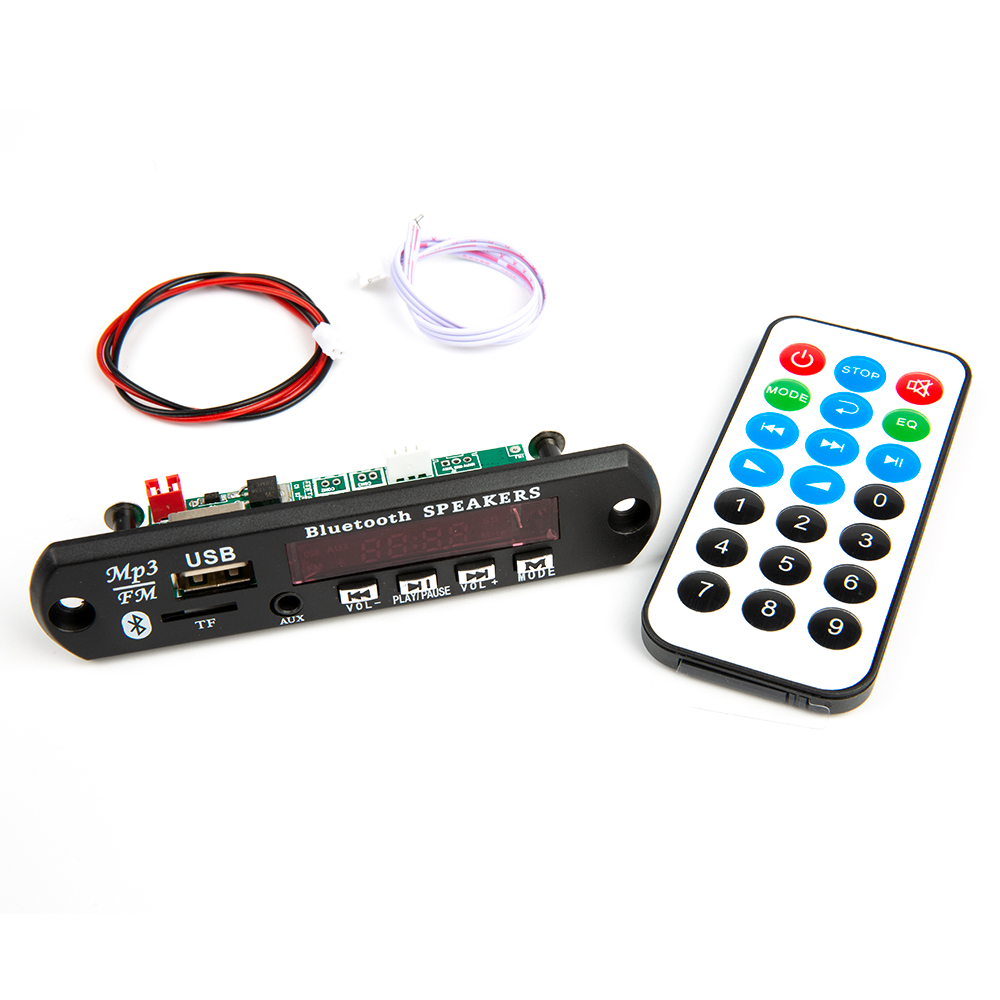 Bluetooth SPEAKERS
USB
Mp3
FM
TF
AUX
VOL-
PLAY/PAUSE
VOL+
M
MODE
STOP
MODE
EQ
0
1
2
3
4
5
6
7
8
9